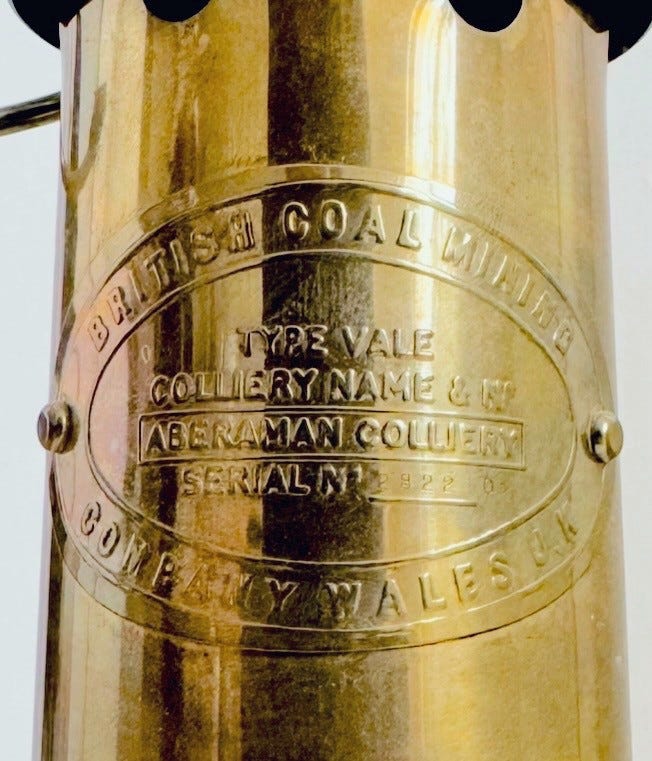 BRITISH COAL MINING
TYPE VALE
COLLIERY NAME & Nº
ABERAMAN COLLIERY
SERIAL Nº
COMPANY WALES U.K